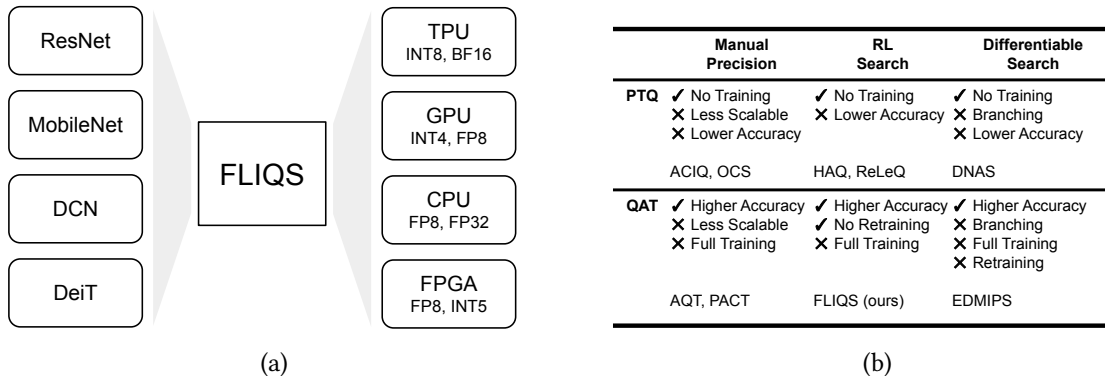 ResNet
MobileNet
DCN
DeiT
FLIQS
TPU
INT8, BF16
GPU
INT4, FP8
CPU
FP8, FP32
FPGA
FP8, INT5
(a)
Manual Precision RL Search Differentiable Search
PTQ ✓ No Training ✓ No Training ✓ No Training
✕ Less Scalable ✕ Lower Accuracy ✕ Branching
✕ Lower Accuracy ✕ Lower Accuracy
ACIQ, OCS HAQ, ReLeQ DNAS
QAT ✓ Higher Accuracy ✓ Higher Accuracy ✓ Higher Accuracy
✕ Less Scalable ✓ No Retraining ✕ Branching
✕ Full Training ✕ Full Training ✕ Full Training
✕ Retraining
AQT, PACT FLIQS (ours) EDMIPS
(b)